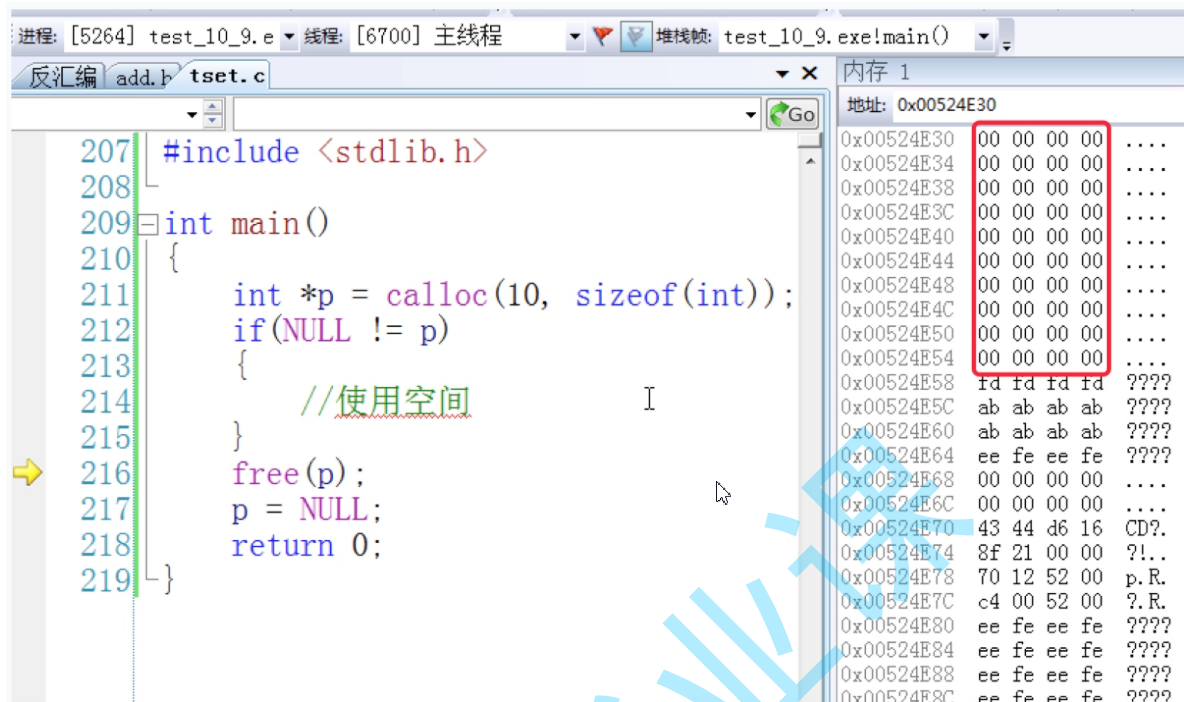 进程: [5264] test_10_9.e 线程: [6700] 主线程 堆栈帧: test_10_9.exe!main()
反汇编 add.h tset.c
Go
207 #include <stdlib.h>
208
209 int main()
210 {
211 int *p = calloc(10, sizeof(int));
212 if(NULL != p)
213 {
214 //使用空间
215 }
216 free(p);
217 p = NULL;
218 return 0;
219 }
内存 1
地址: 0x00524E30
0x00524E30 00 00 00 00 ....
0x00524E34 00 00 00 00 ....
0x00524E38 00 00 00 00 ....
0x00524E3C 00 00 00 00 ....
0x00524E40 00 00 00 00 ....
0x00524E44 00 00 00 00 ....
0x00524E48 00 00 00 00 ....
0x00524E4C 00 00 00 00 ....
0x00524E50 00 00 00 00 ....
0x00524E54 00 00 00 00 ....
0x00524E58 fd fd fd fd ????
0x00524E5C ab ab ab ab ????
0x00524E60 ab ab ab ab ????
0x00524E64 ee fe ee fe ????
0x00524E68 00 00 00 00 ....
0x00524E6C 00 00 00 00 ....
0x00524E70 43 44 d6 16 CD?.
0x00524E74 8f 21 00 00 ?!..
0x00524E78 70 12 52 00 p.R.
0x00524E7C c4 00 52 00 ?.R.
0x00524E80 ee fe ee fe ????
0x00524E84 ee fe ee fe ????
0x00524E88 ee fe ee fe ????
0x00524E8C ee fe ee fe ????
业课